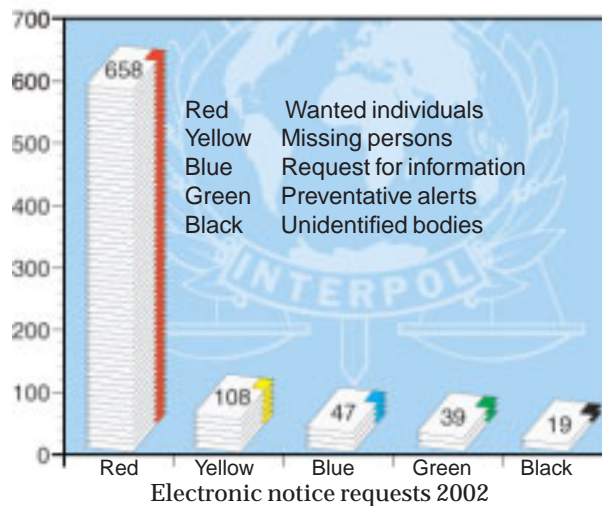 700
600
500
400
300
200
100
0
658
108
47
39
19
Red Wanted individuals
Yellow Missing persons
Blue Request for information
Green Preventative alerts
Black Unidentified bodies
INTERPOL
Red Yellow Blue Green Black
Electronic notice requests 2002